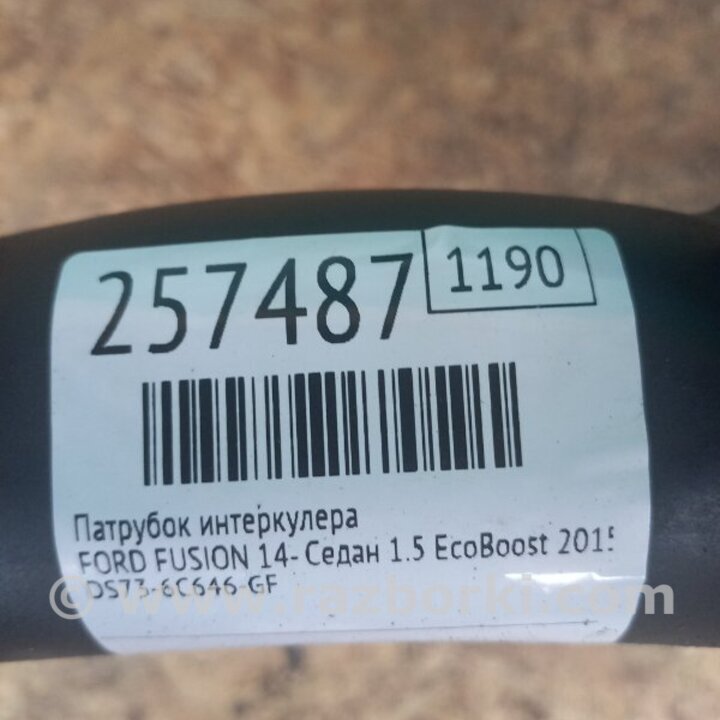 257487 1190
Патрубок интеркулера
FORD FUSION 14- Седан 1.5 EcoBoost 2015
DS73-6C646-GF
© www.razborki.com